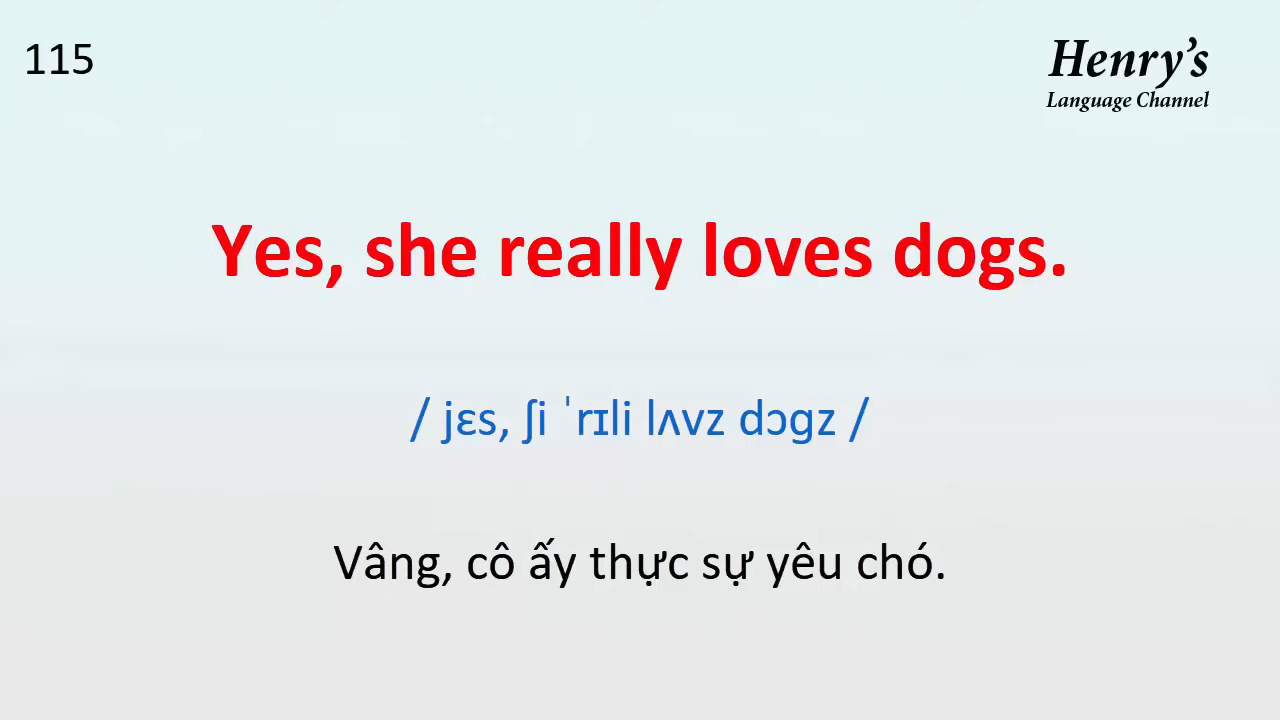 115
Henry's
Language Channel
Yes, she really loves dogs.
/ jɛs, ʃi ˈrɪli lʌvz dɔgz /
Vâng, cô ấy thực sự yêu chó.